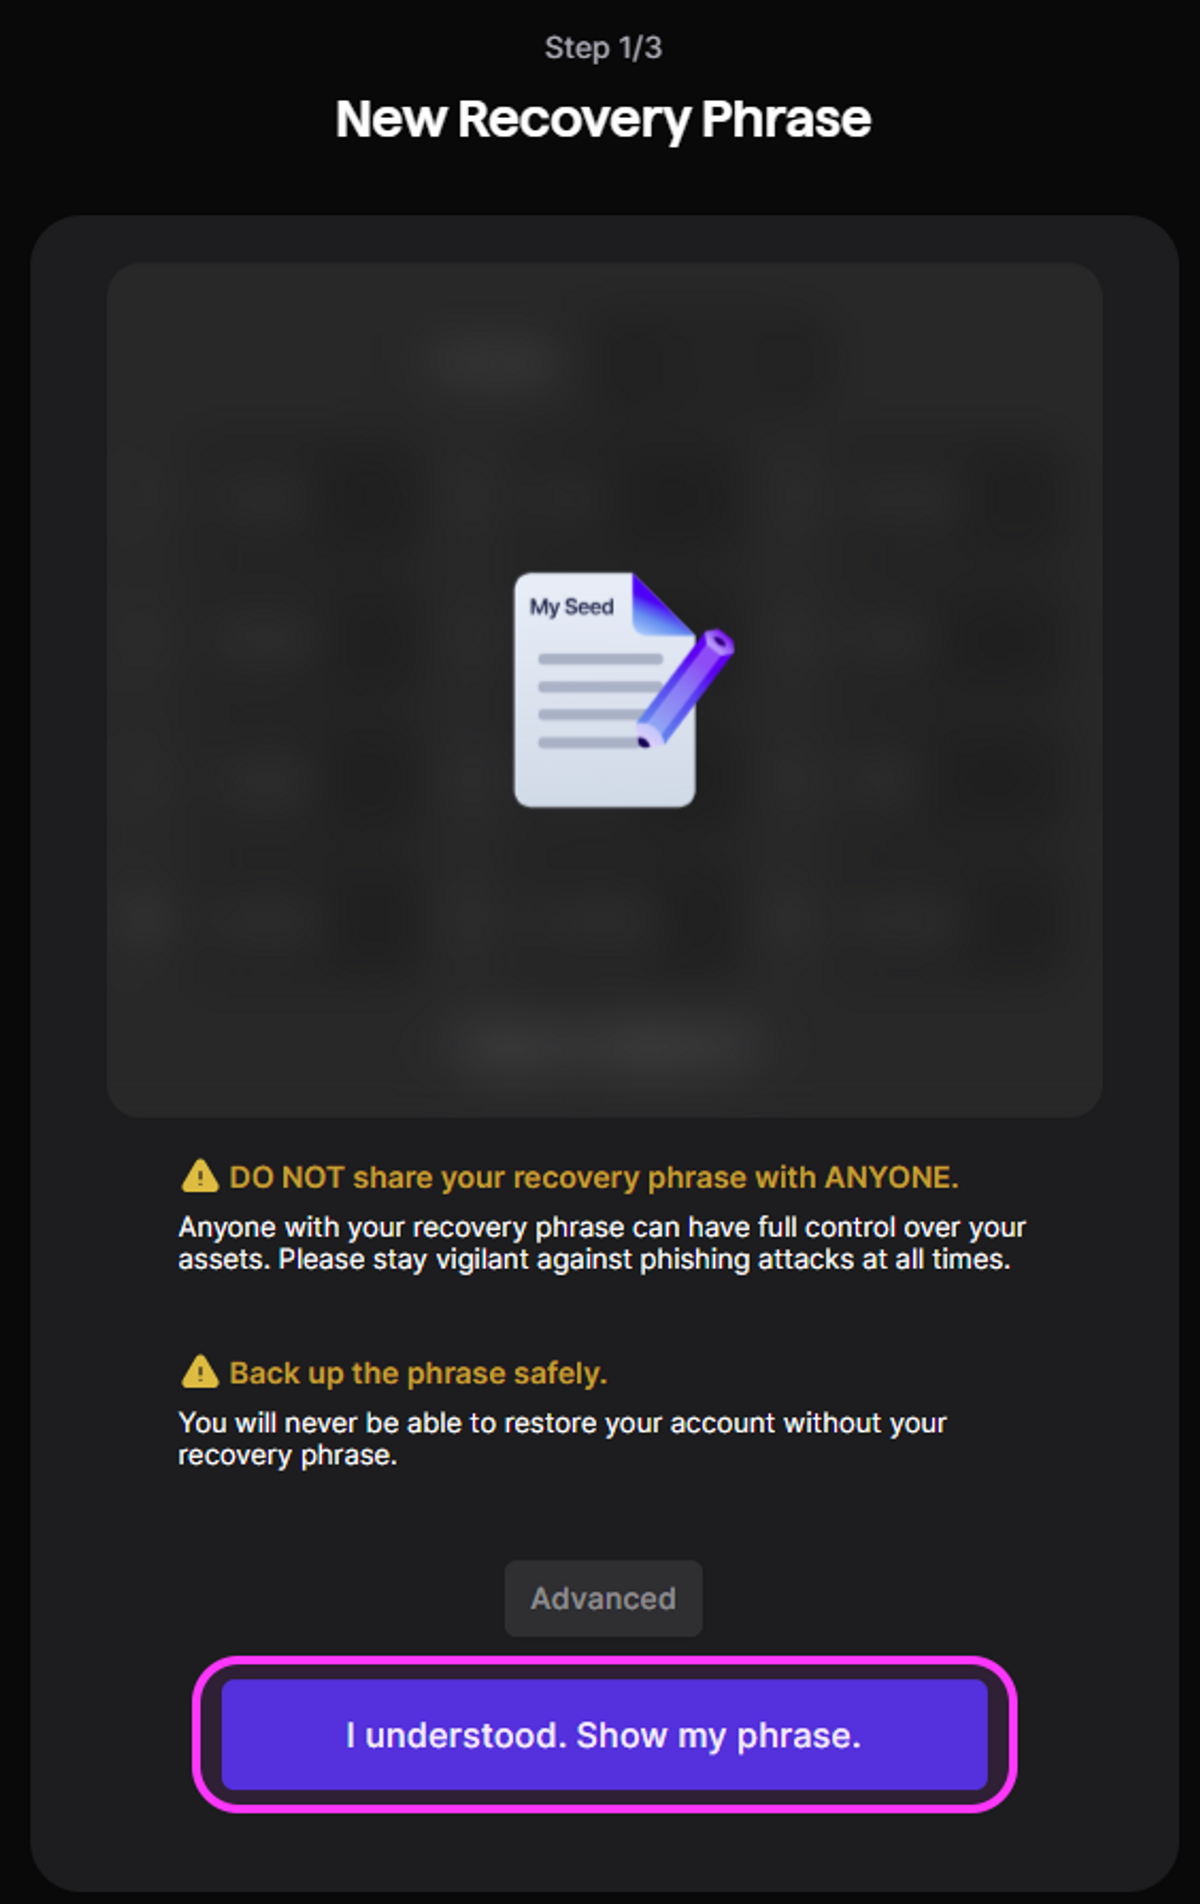 Step 1/3
New Recovery Phrase
My Seed
DO NOT share your recovery phrase with ANYONE.
Anyone with your recovery phrase can have full control over your
assets. Please stay vigilant against phishing attacks at all times.
Back up the phrase safely.
You will never be able to restore your account without your
recovery phrase.
Advanced
I understood. Show my phrase.